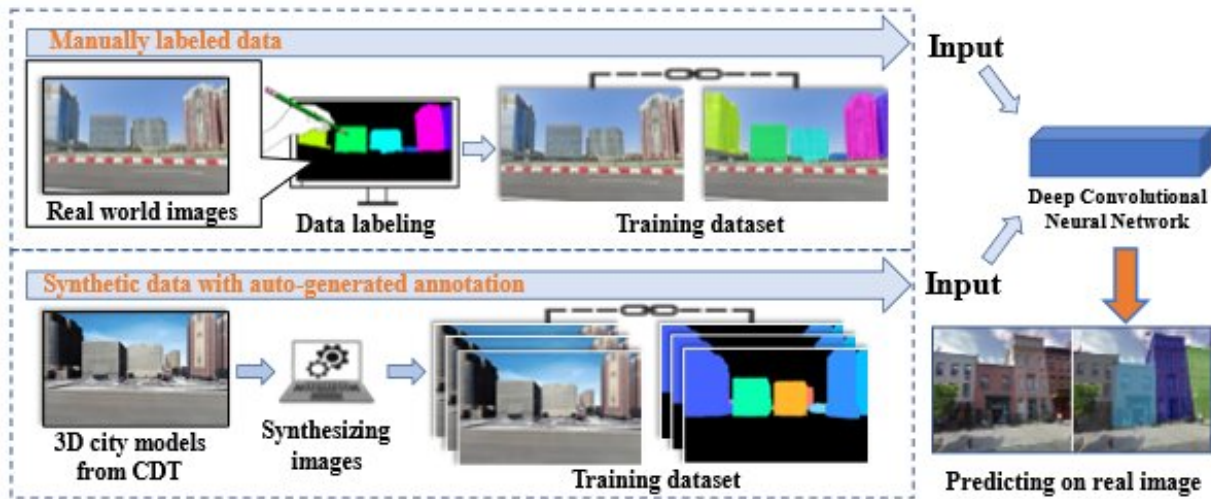 Manually labeled data
Real world images
Data labeling
Training dataset
Input
Deep Convolutional
Neural Network
Synthetic data with auto-generated annotation
3D city models
from CDT
Synthesizing
images
Training dataset
Input
Predicting on real image